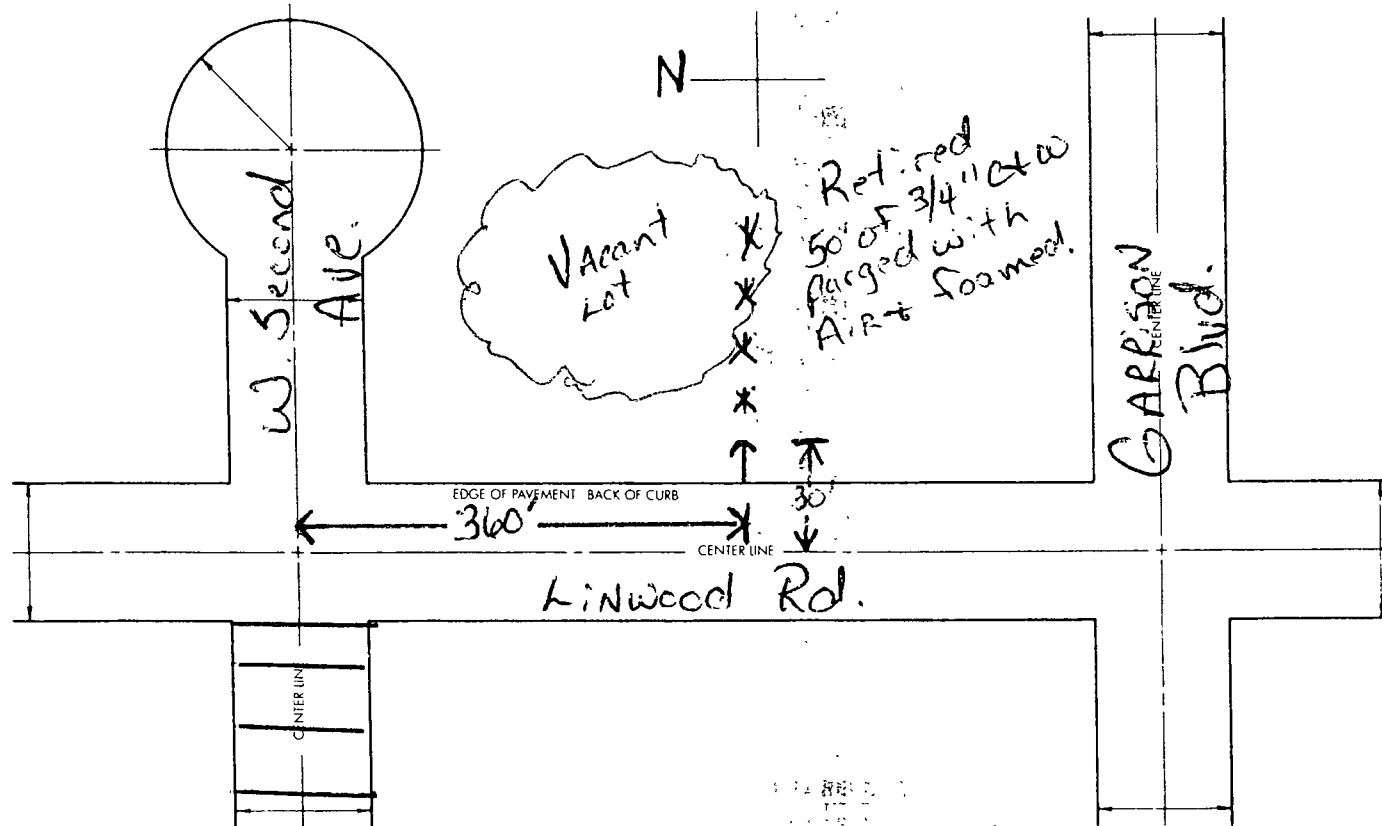 N
Retired
50' of 3/4" C+W
purged with
Air + foamed.
Vacant
Lot
W. Second
Ave.
GARRISON
CENTER LINE
Blvd.
EDGE OF PAVEMENT BACK OF CURB
360'
30'
CENTER LINE
Linwood Rd.
CENTER LINE